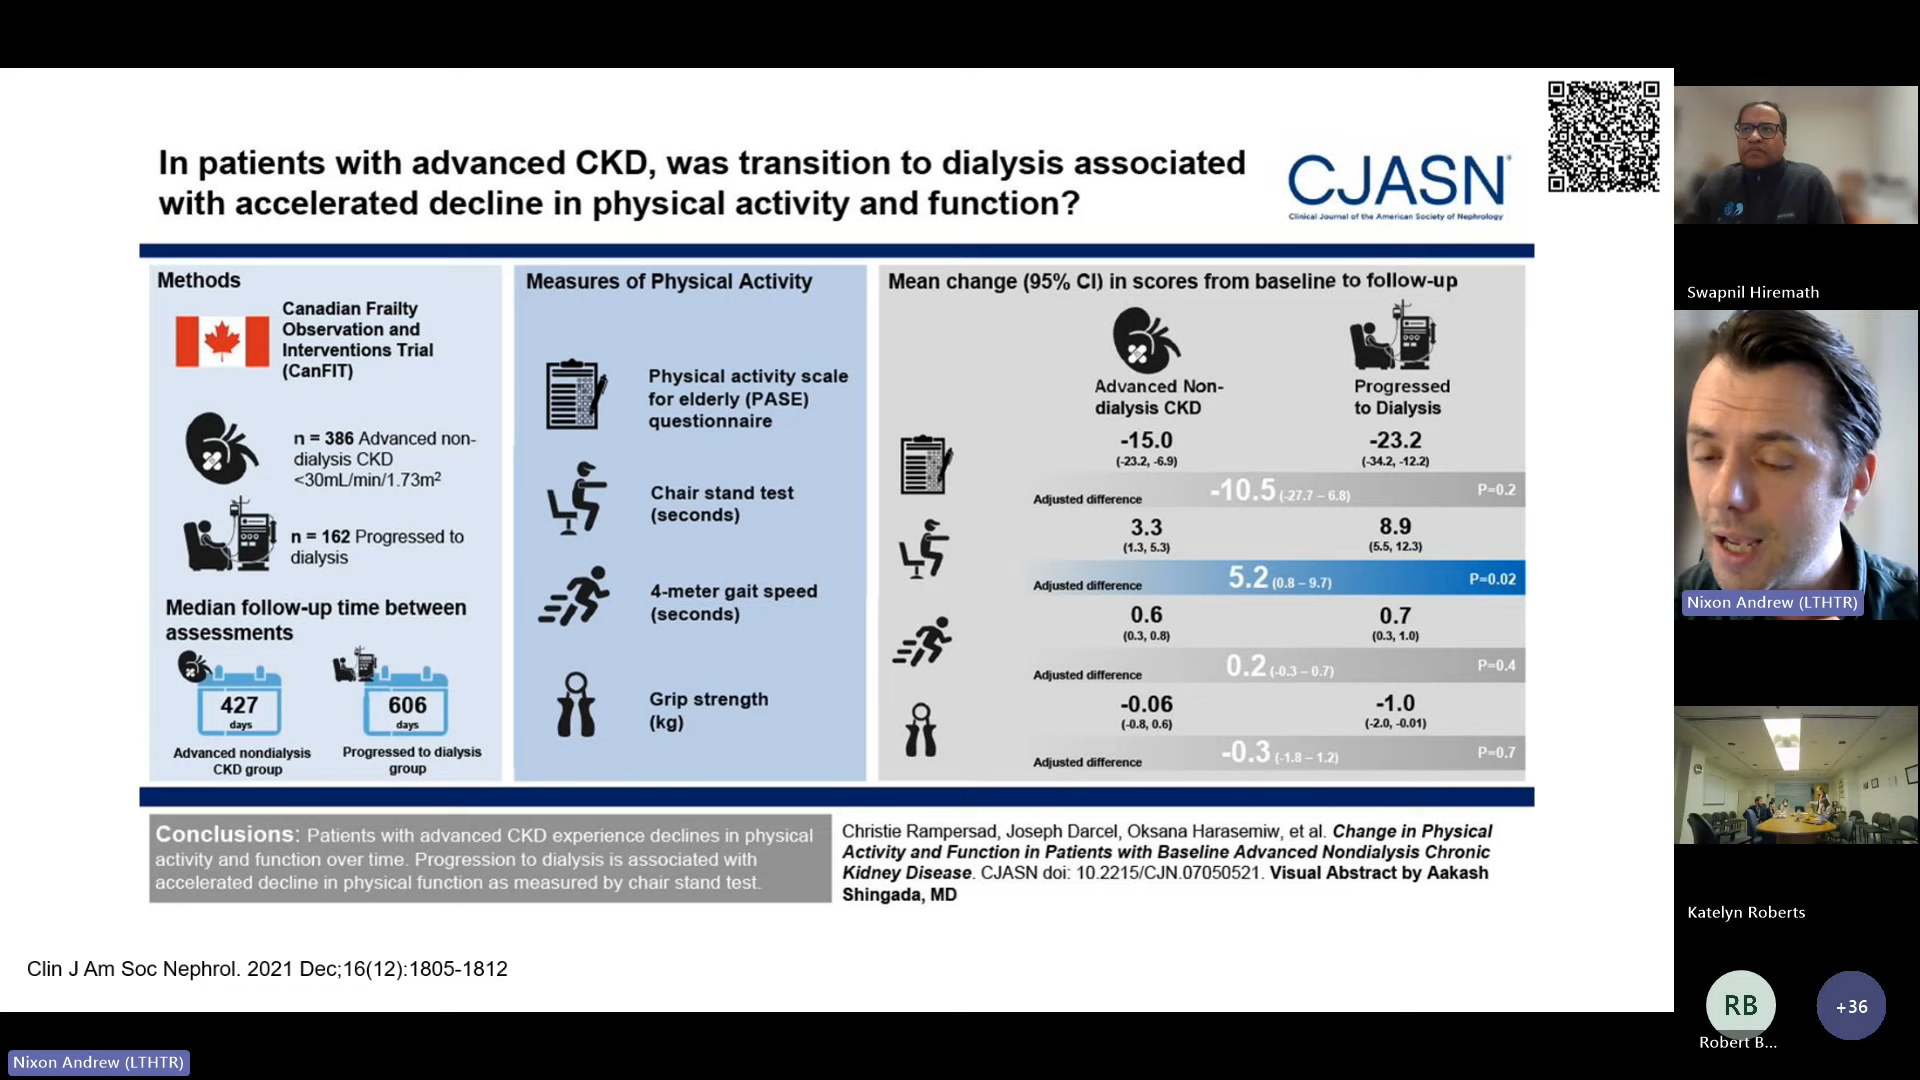 In patients with advanced CKD, was transition to dialysis associated
with accelerated decline in physical activity and function?
CJASN
Clinical Journal of the American Society of Nephrology
Methods
Canadian Frailty
Observation and
Interventions Trial
(CanFIT)
n = 386 Advanced non-
dialysis CKD
<30mL/min/1.73m²
n = 162 Progressed to
dialysis
Median follow-up time between
assessments
427
days
606
days
Advanced nondialysis
CKD group
Progressed to dialysis
group
Measures of Physical Activity
Physical activity scale
for elderly (PASE)
questionnaire
Chair stand test
(seconds)
4-meter gait speed
(seconds)
Grip strength
(kg)
Mean change (95% CI) in scores from baseline to follow-up
Advanced Non-
dialysis CKD
Progressed
to Dialysis
-15.0
(-23.2, -6.9)
-23.2
(-34.2, -12.2)
Adjusted difference -10.5 (-27.7 – 6.8) P=0.2
3.3
(1.3, 5.3)
8.9
(5.5, 12.3)
Adjusted difference 5.2 (0.8 – 9.7) P=0.02
0.6
(0.3, 0.8)
0.7
(0.3, 1.0)
Adjusted difference 0.2 (-0.3 – 0.7) P=0.4
-0.06
(-0.8, 0.6)
-1.0
(-2.0, -0.01)
Adjusted difference -0.3 (-1.8 – 1.2) P=0.7
Conclusions: Patients with advanced CKD experience declines in physical
activity and function over time. Progression to dialysis is associated with
accelerated decline in physical function as measured by chair stand test.
Christie Rampersad, Joseph Darcel, Oksana Harasemiw, et al. Change in Physical
Activity and Function in Patients with Baseline Advanced Nondialysis Chronic
Kidney Disease. CJASN doi: 10.2215/CJN.07050521. Visual Abstract by Aakash
Shingada, MD
Clin J Am Soc Nephrol. 2021 Dec;16(12):1805-1812
Swapnil Hiremath
Nixon Andrew (LTHTR)
Katelyn Roberts
RB
Robert B...
+36
Nixon Andrew (LTHTR)